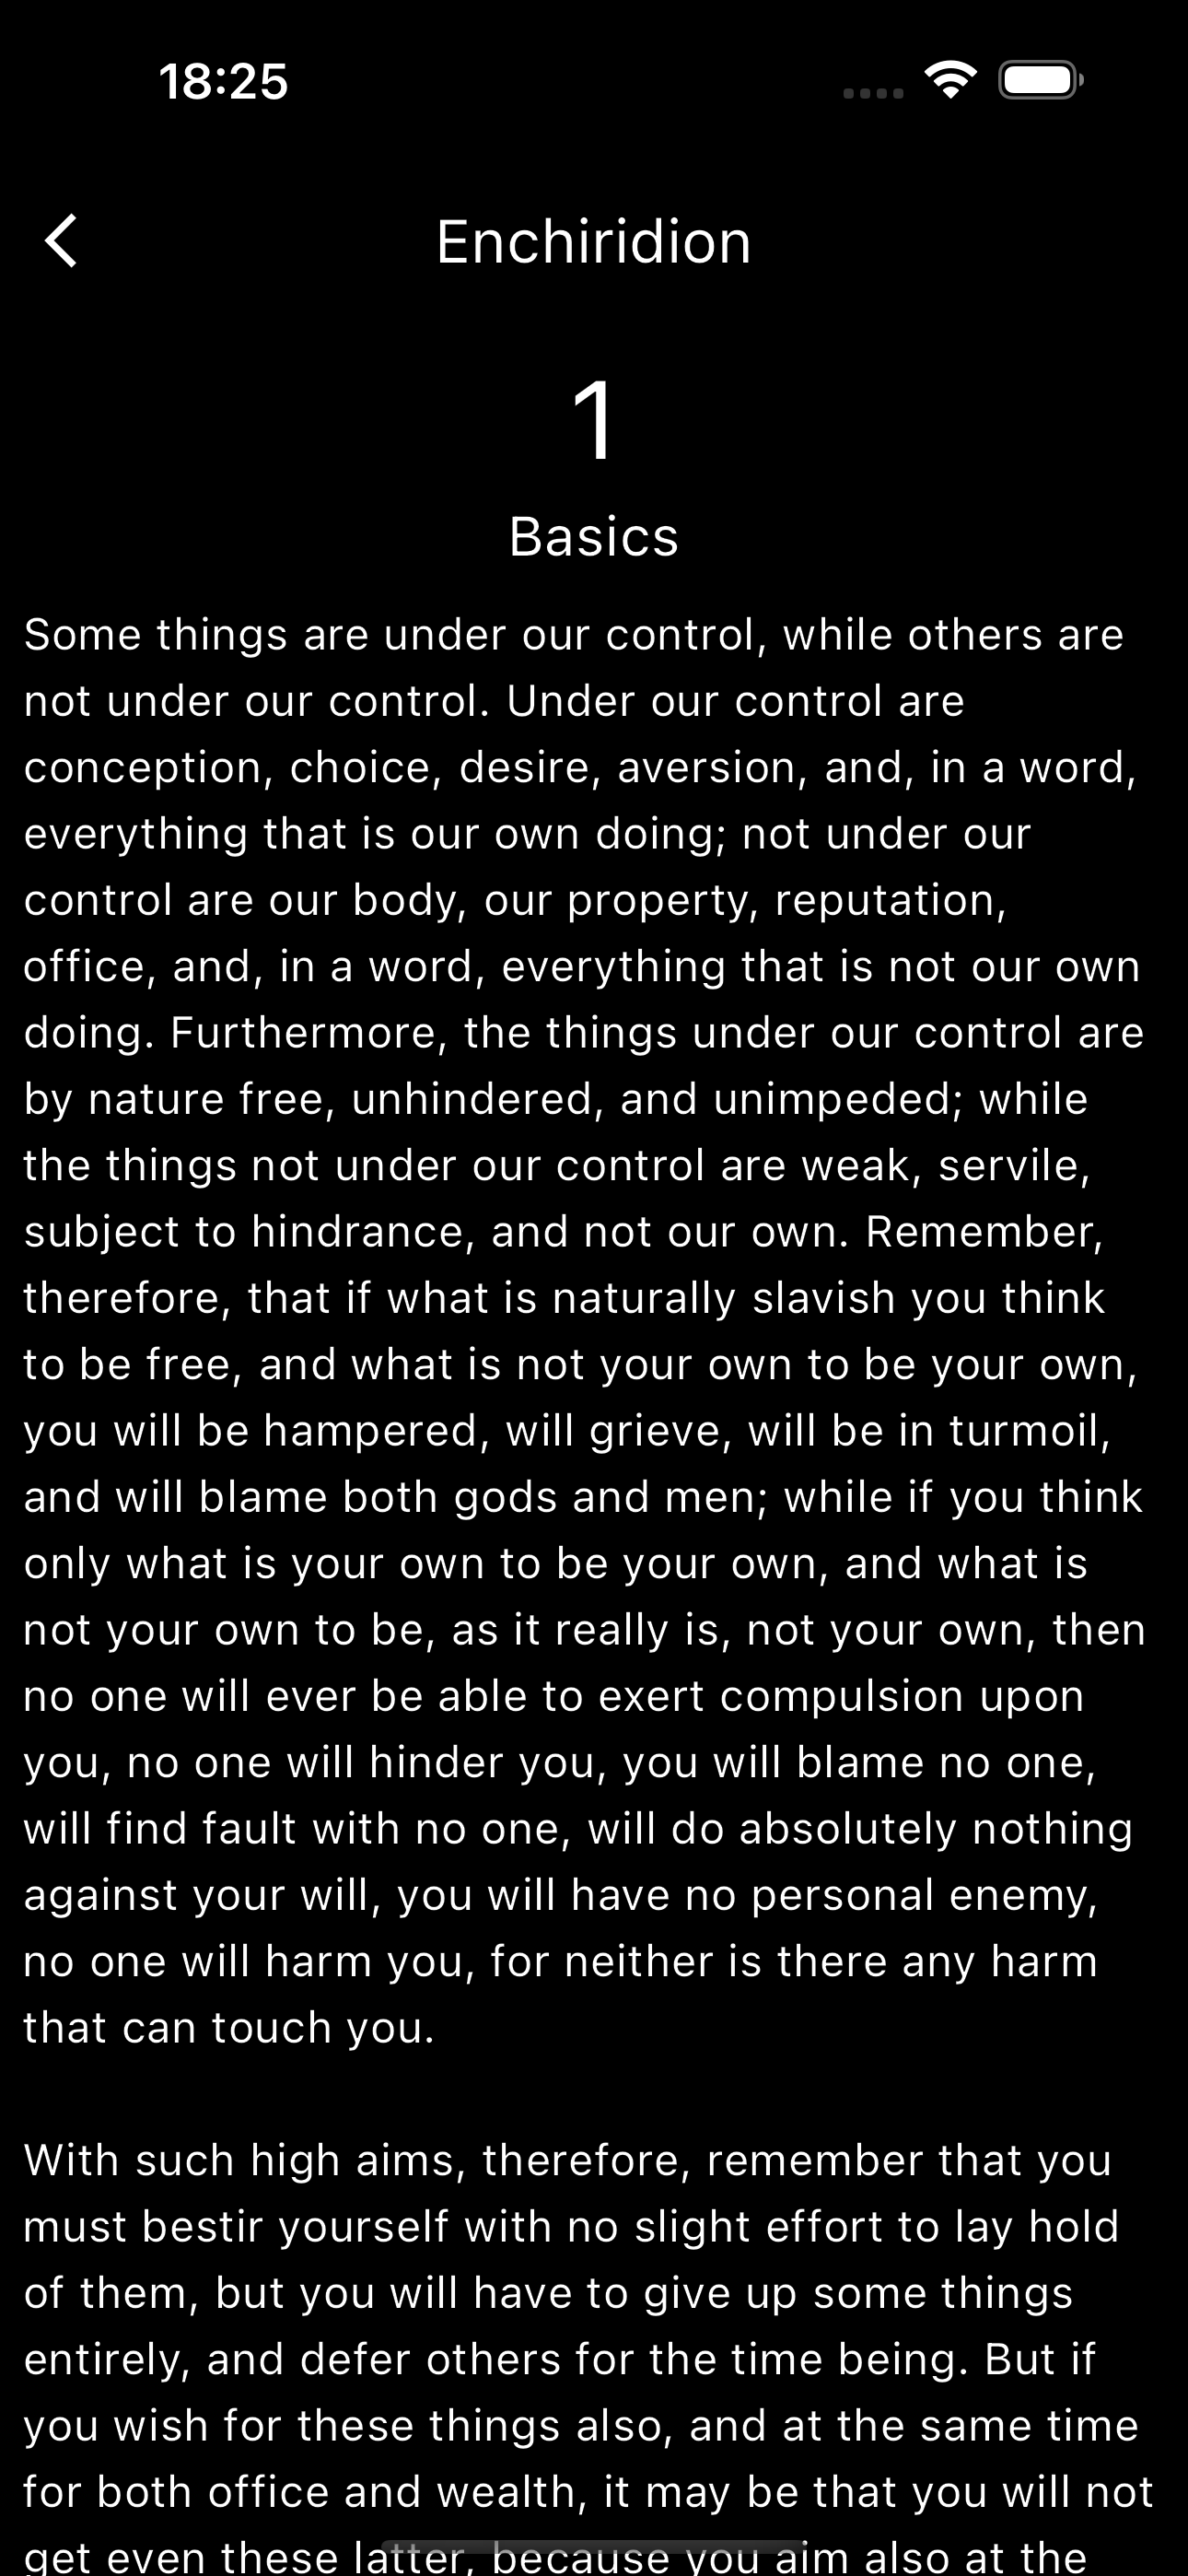 18:25
Enchiridion
1
Basics
Some things are under our control, while others are
not under our control. Under our control are
conception, choice, desire, aversion, and, in a word,
everything that is our own doing; not under our
control are our body, our property, reputation,
office, and, in a word, everything that is not our own
doing. Furthermore, the things under our control are
by nature free, unhindered, and unimpeded; while
the things not under our control are weak, servile,
subject to hindrance, and not our own. Remember,
therefore, that if what is naturally slavish you think
to be free, and what is not your own to be your own,
you will be hampered, will grieve, will be in turmoil,
and will blame both gods and men; while if you think
only what is your own to be your own, and what is
not your own to be, as it really is, not your own, then
no one will ever be able to exert compulsion upon
you, no one will hinder you, you will blame no one,
will find fault with no one, will do absolutely nothing
against your will, you will have no personal enemy,
no one will harm you, for neither is there any harm
that can touch you.
With such high aims, therefore, remember that you
must bestir yourself with no slight effort to lay hold
of them, but you will have to give up some things
entirely, and defer others for the time being. But if
you wish for these things also, and at the same time
for both office and wealth, it may be that you will not
get even these latter, because you aim also at the